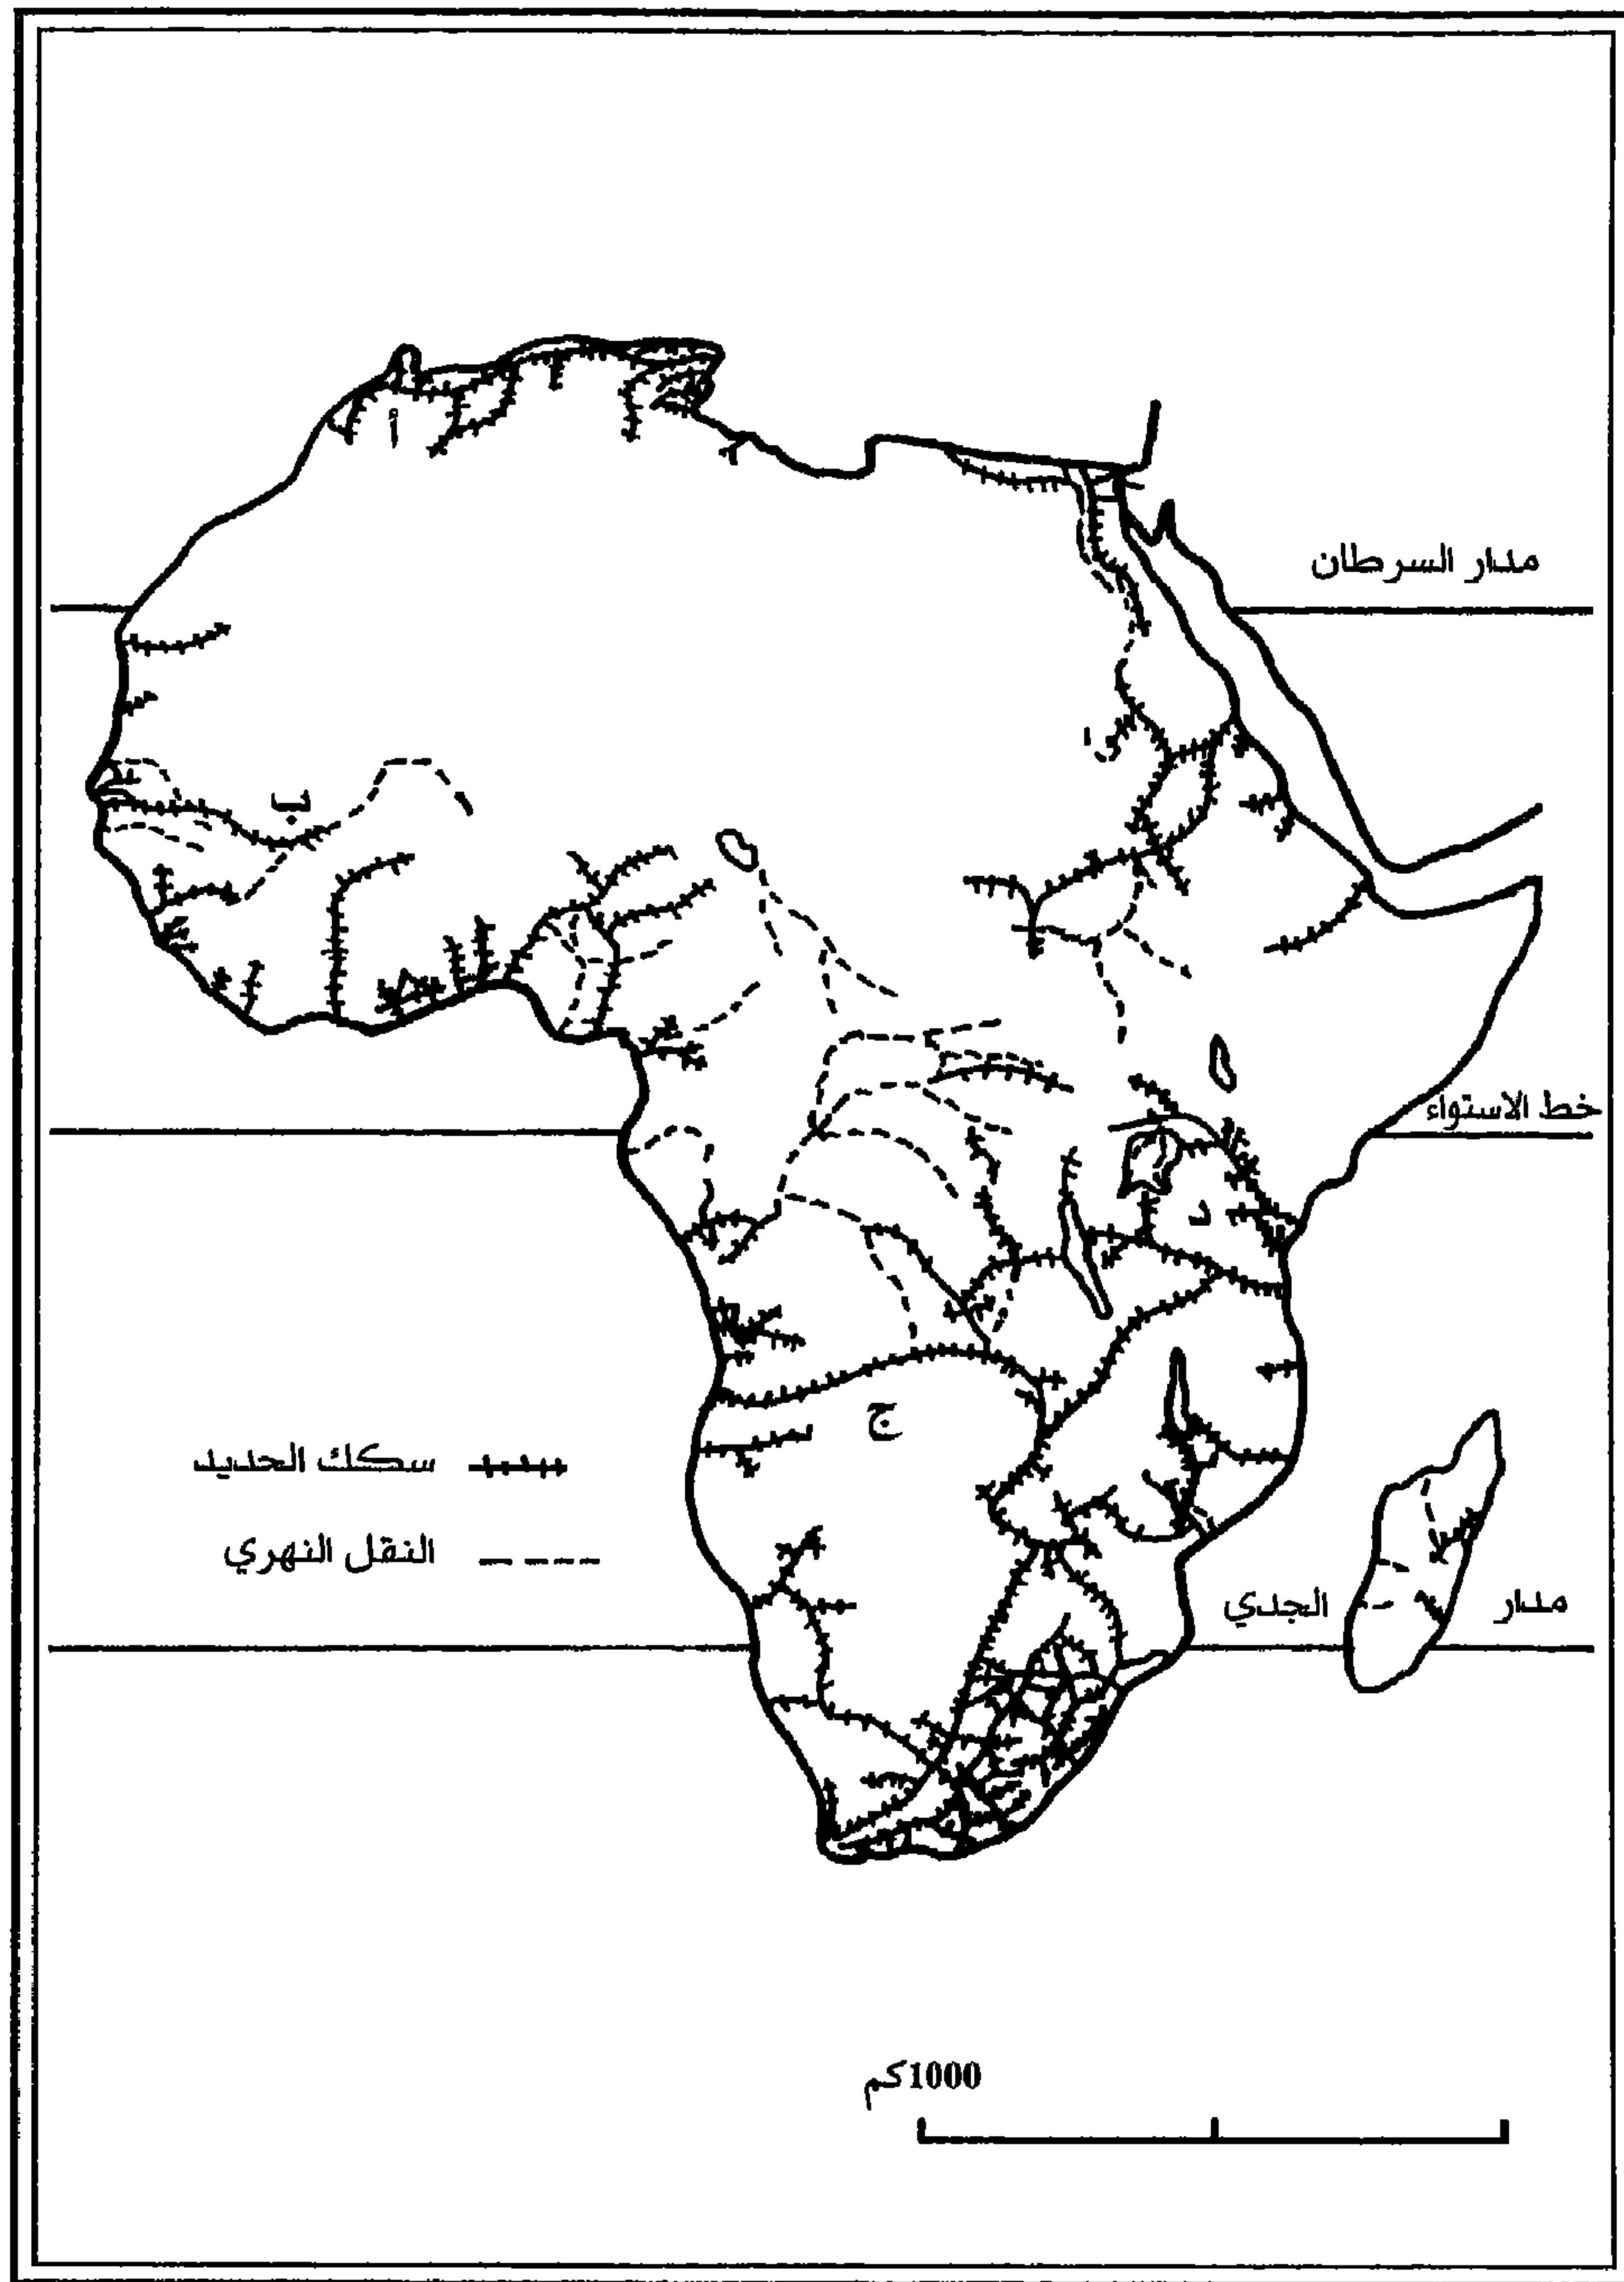 أ
مدار السرطان
ب
خط الاستواء
د
ج
سكك الحديد
النقل النهري
مدار الجدي
1000كم